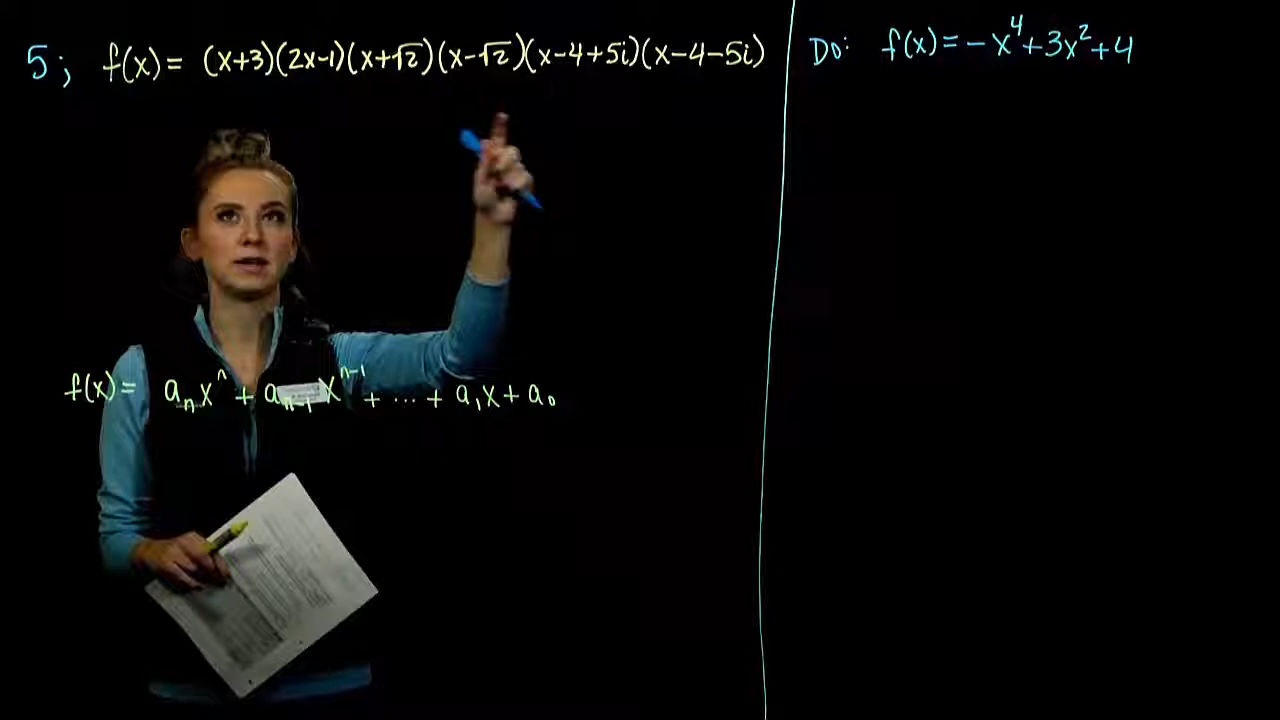 5; f(x) = (x+3)(2x-1)(x+√2)(x-√2)(x-4+5i)(x-4-5i)
f(x) = aₙxⁿ + aₙ₋₁xⁿ⁻¹ + ... + a₁x + a₀
Do: f(x) = -x⁴+3x²+4